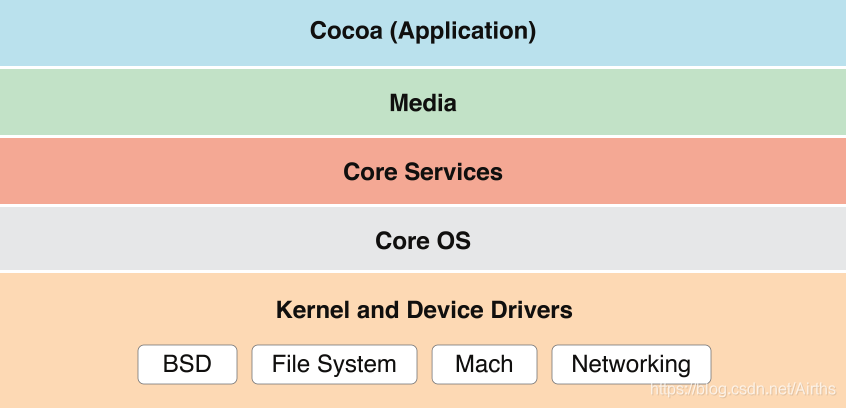 Cocoa (Application)
Media
Core Services
Core OS
Kernel and Device Drivers
BSD
File System
Mach
Networking
https://blog.csdn.net/Airths